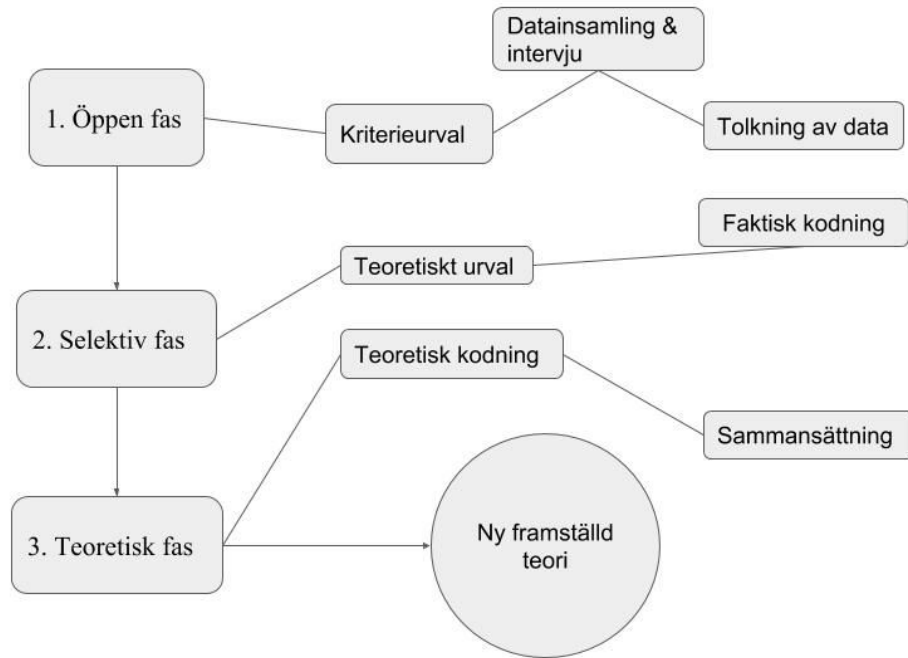 Datainsamling &
intervju
1. Öppen fas
Kriterieurval
Tolkning av data
Faktisk kodning
Teoretiskt urval
2. Selektiv fas
Teoretisk kodning
Sammansättning
3. Teoretisk fas
Ny framställd
teori